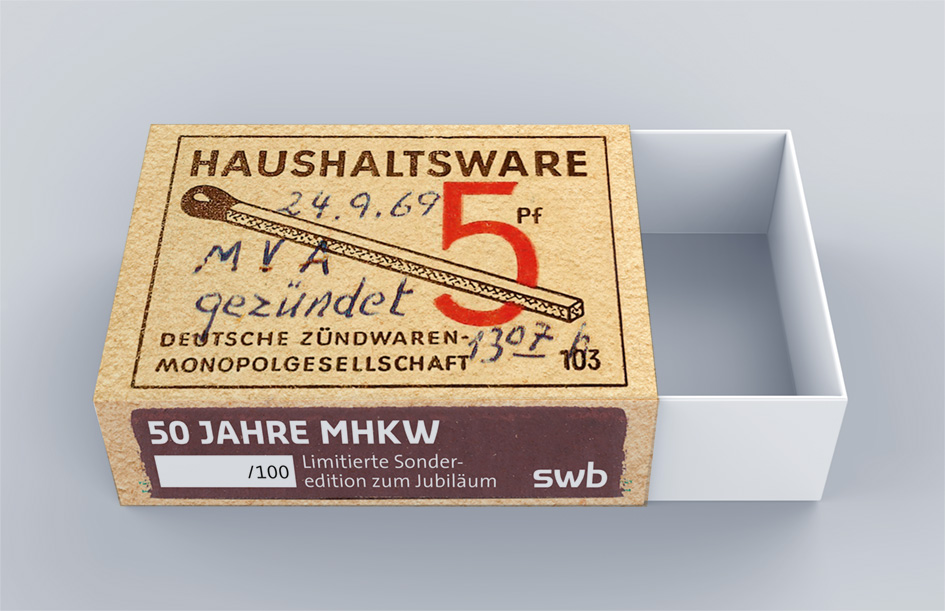 HAUSHALTSWARE
24.9.69
5 Pf
MVA
gezündet
DEUTSCHE ZÜNDWAREN-
1307 h
MONOPOLGESELLSCHAFT
103
50 JAHRE MHKW
/100
Limitierte Sonder-
edition zum Jubiläum
swb